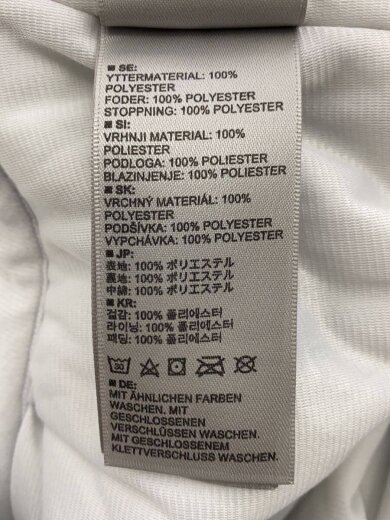 ■ SE:
YTTERMATERIAL: 100%
POLYESTER
FODER: 100% POLYESTER
STOPPNING: 100% POLYESTER
■ SI:
VRHNJI MATERIAL: 100%
POLIESTER
PODLOGA: 100% POLIESTER
BLAZINJENJE: 100% POLIESTER
■ SK:
VRCHNÝ MATERIÁL: 100%
POLYESTER
PODŠÍVKA: 100% POLYESTER
VYPCHÁVKA: 100% POLYESTER
■ JP:
表地: 100% ポリエステル
裏地: 100% ポリエステル
中綿: 100% ポリエステル
■ KR:
겉감: 100% 폴리에스터
라이닝: 100% 폴리에스터
패딩: 100% 폴리에스터
30
■ DE:
MIT ÄHNLICHEN FARBEN
WASCHEN. MIT
GESCHLOSSENEN
VERSCHLÜSSEN WASCHEN.
MIT GESCHLOSSENEM
KLETTVERSCHLUSS WASCHEN.